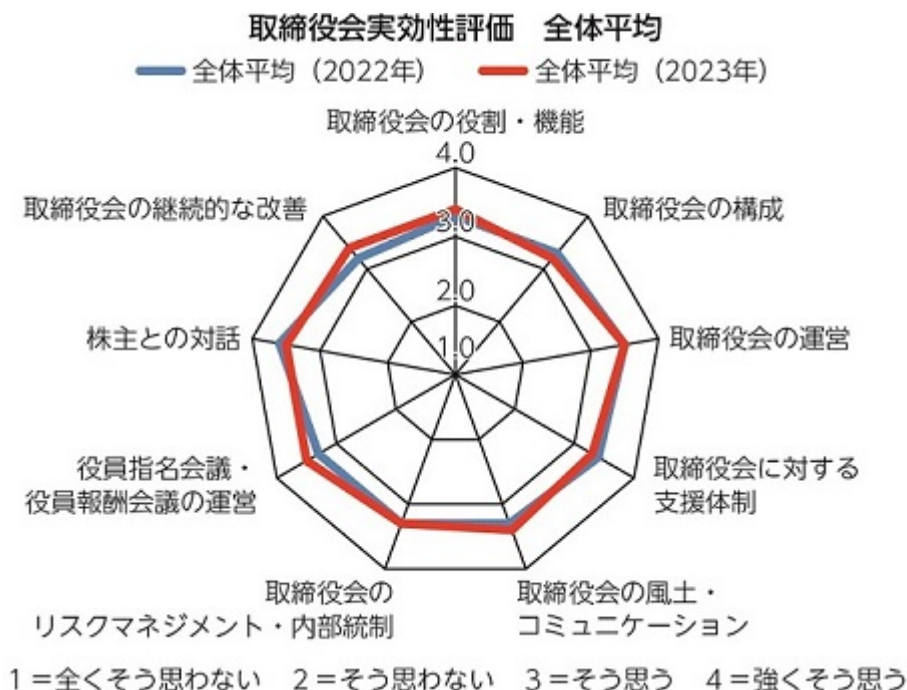 取締役会実効性評価　全体平均
全体平均（2022年）　全体平均（2023年）
取締役会の役割・機能
4.0
取締役会の継続的な改善
取締役会の構成
3.0
2.0
株主との対話
取締役会の運営
1.0
役員指名会議・
役員報酬会議の運営
取締役会に対する
支援体制
取締役会の
リスクマネジメント・内部統制
取締役会の風土・
コミュニケーション
1＝全くそう思わない　2＝そう思わない　3＝そう思う　4＝強くそう思う